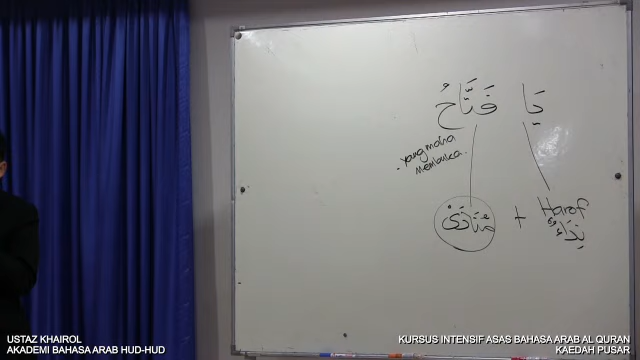 يَا فَتَّاحُ
yang maha
membuka.
Haraf + مُنَادَىْ
نِدَاءٌ
USTAZ KHAIROL
AKADEMI BAHASA ARAB HUD-HUD
KURSUS INTENSIF ASAS BAHASA ARAB AL QURAN
KAEDAH PUSAR